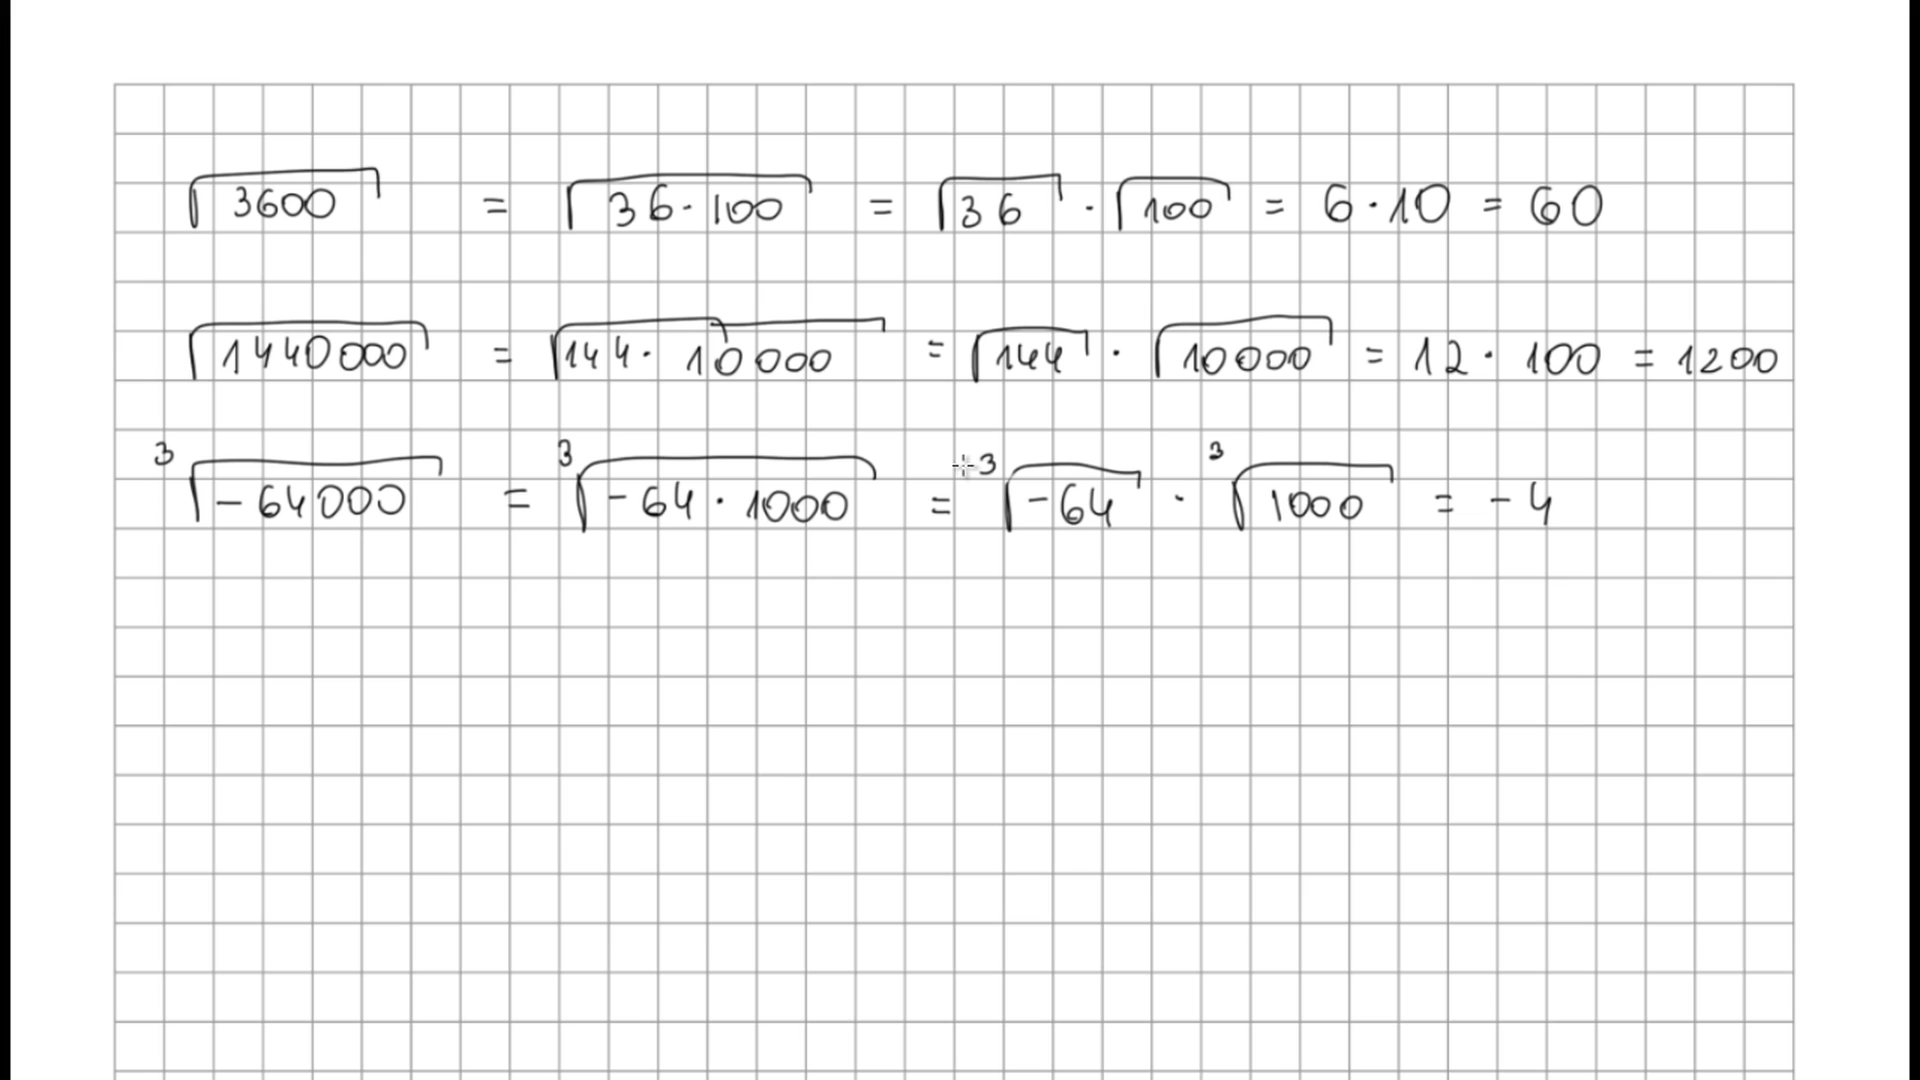 √3600 = √36·100 = √36 · √100 = 6·10 = 60
√1440000 = √144·10000 = √144 · √10000 = 12·100 = 1200
³√-64000 = ³√-64·1000 = ³√-64 · ³√1000 = -4